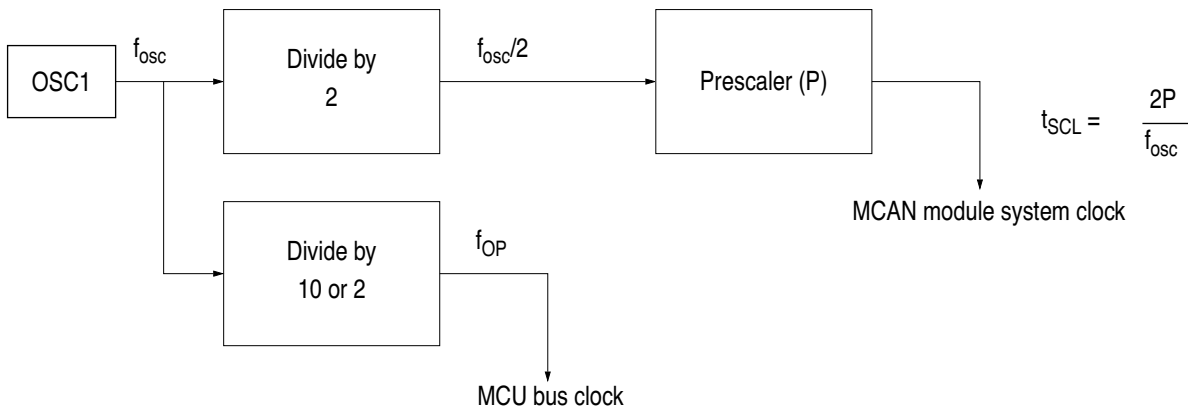 OSC1
fosc
Divide by
2
fosc/2
Prescaler (P)
tSCL = 2P
fosc
MCAN module system clock
Divide by
10 or 2
fOP
MCU bus clock